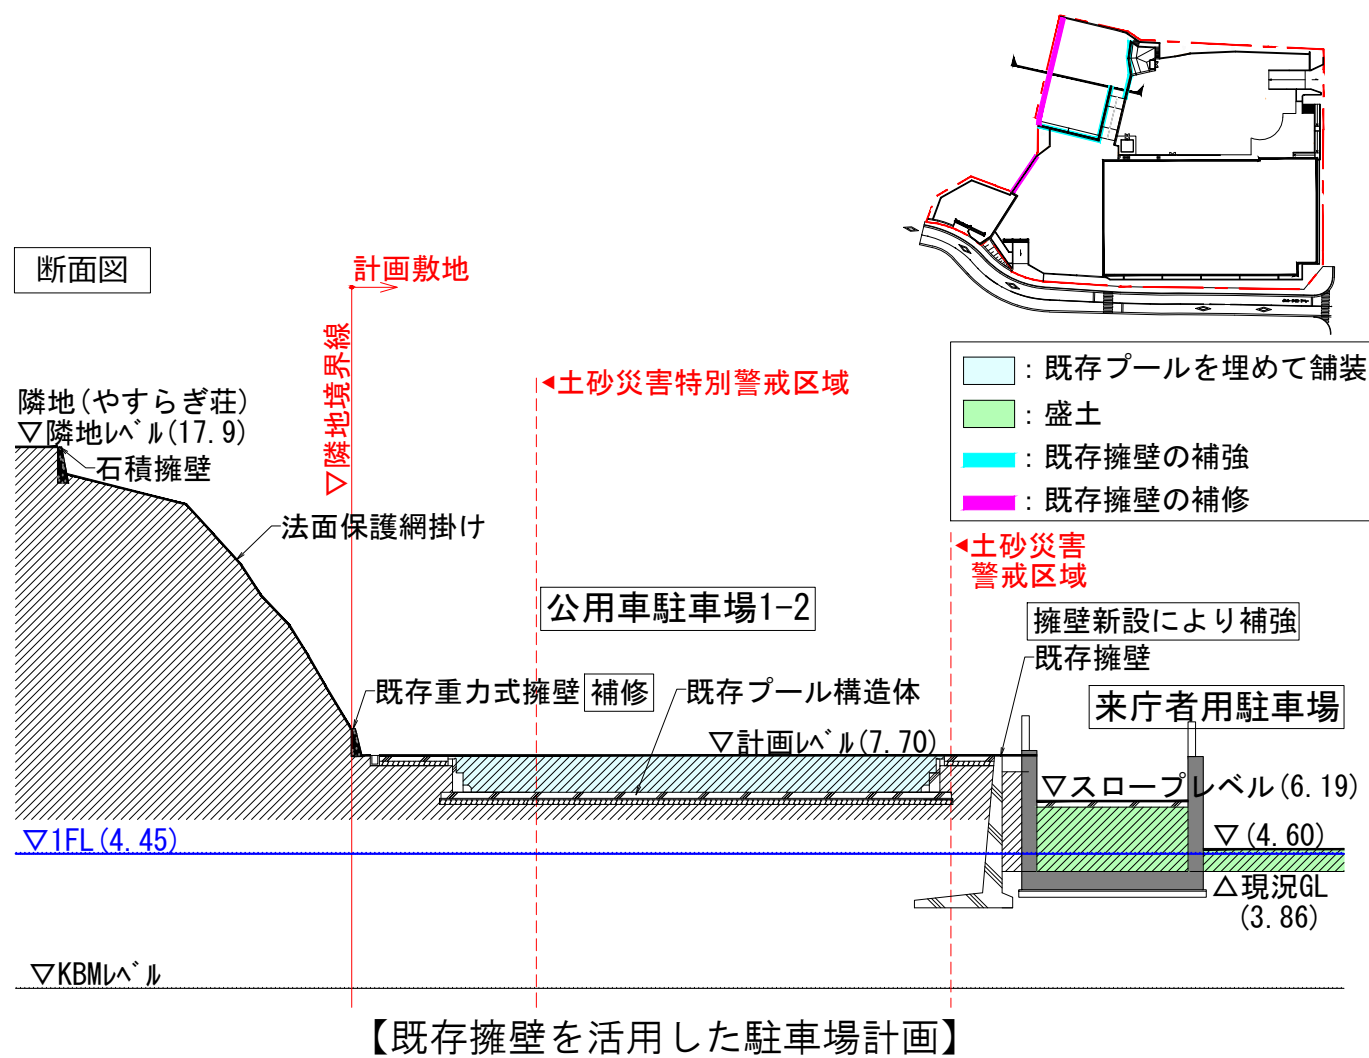 断面図
計画敷地
▽隣地境界線
◀土砂災害特別警戒区域
隣地(やすらぎ荘)
▽隣地ﾚﾍﾞﾙ(17.9)
石積擁壁
法面保護網掛け
：既存プールを埋めて舗装
：盛土
：既存擁壁の補強
：既存擁壁の補修
◀土砂災害
警戒区域
公用車駐車場1-2
擁壁新設により補強
既存擁壁
既存重力式擁壁 補修
既存プール構造体
来庁者用駐車場
▽計画ﾚﾍﾞﾙ(7.70)
▽スロープレベル(6.19)
▽1FL(4.45)
▽(4.60)
△現況GL
(3.86)
▽KBMﾚﾍﾞﾙ
【既存擁壁を活用した駐車場計画】